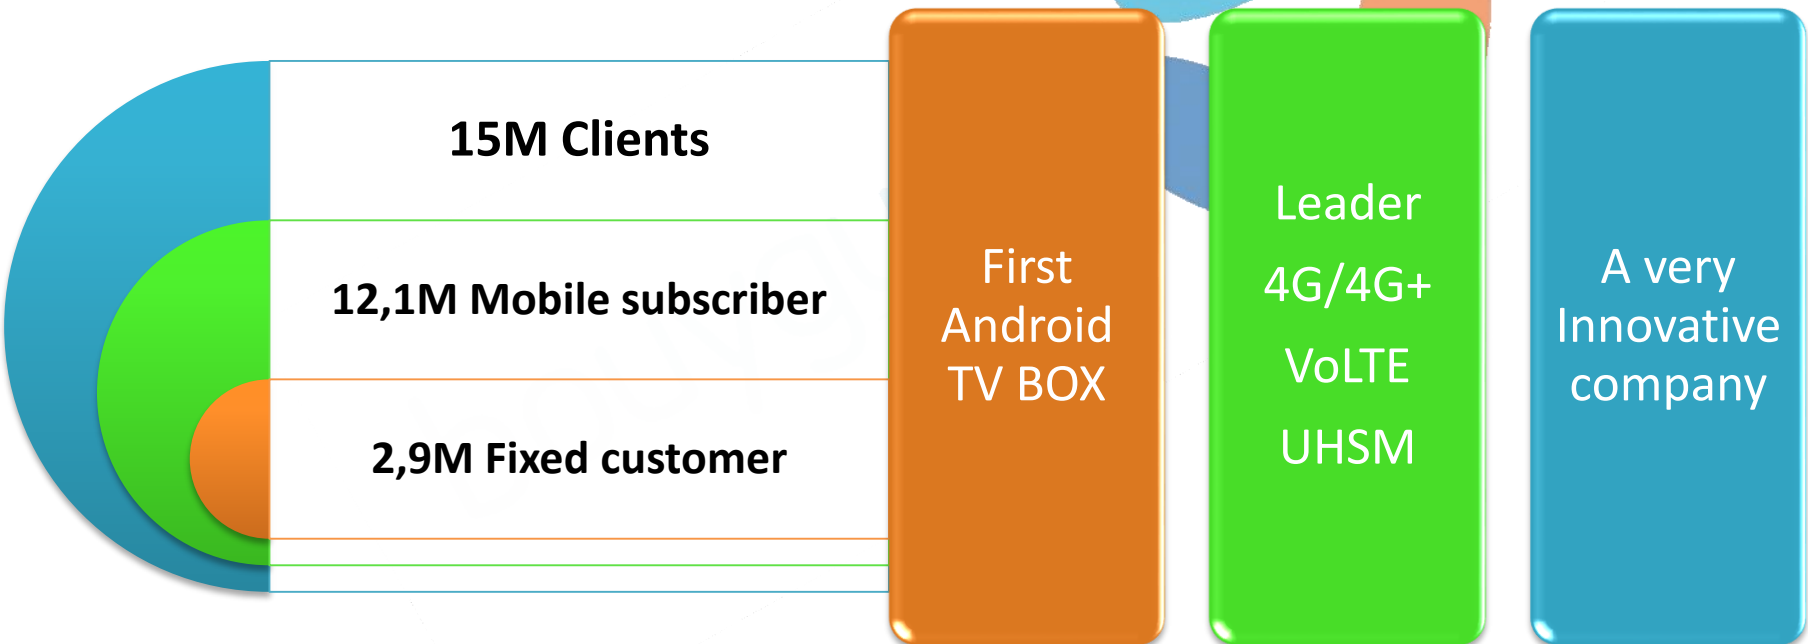 15M Clients
12,1M Mobile subscriber
2,9M Fixed customer
First
Android
TV BOX
Leader
4G/4G+
VoLTE
UHSM
A very
Innovative
company